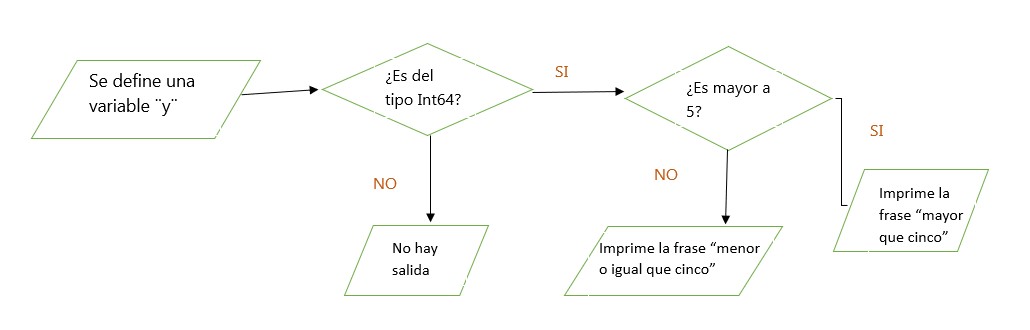 Se define una
variable ¨y¨
¿Es del
tipo Int64?
SI
¿Es mayor a
5?
SI
NO
NO
No hay
salida
Imprime la frase “menor
o igual que cinco”
Imprime la
frase “mayor
que cinco”